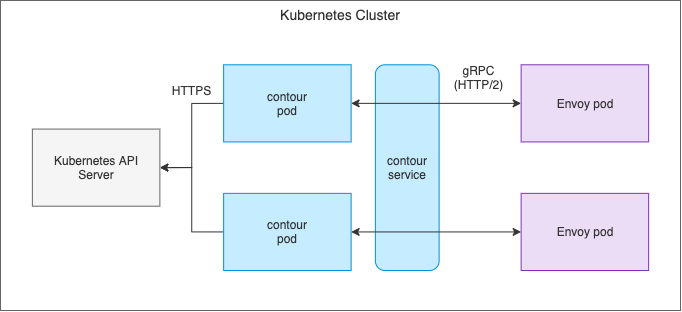 Kubernetes Cluster
HTTPS
contour
pod
gRPC
(HTTP/2)
Envoy pod
Kubernetes API
Server
contour
service
contour
pod
Envoy pod